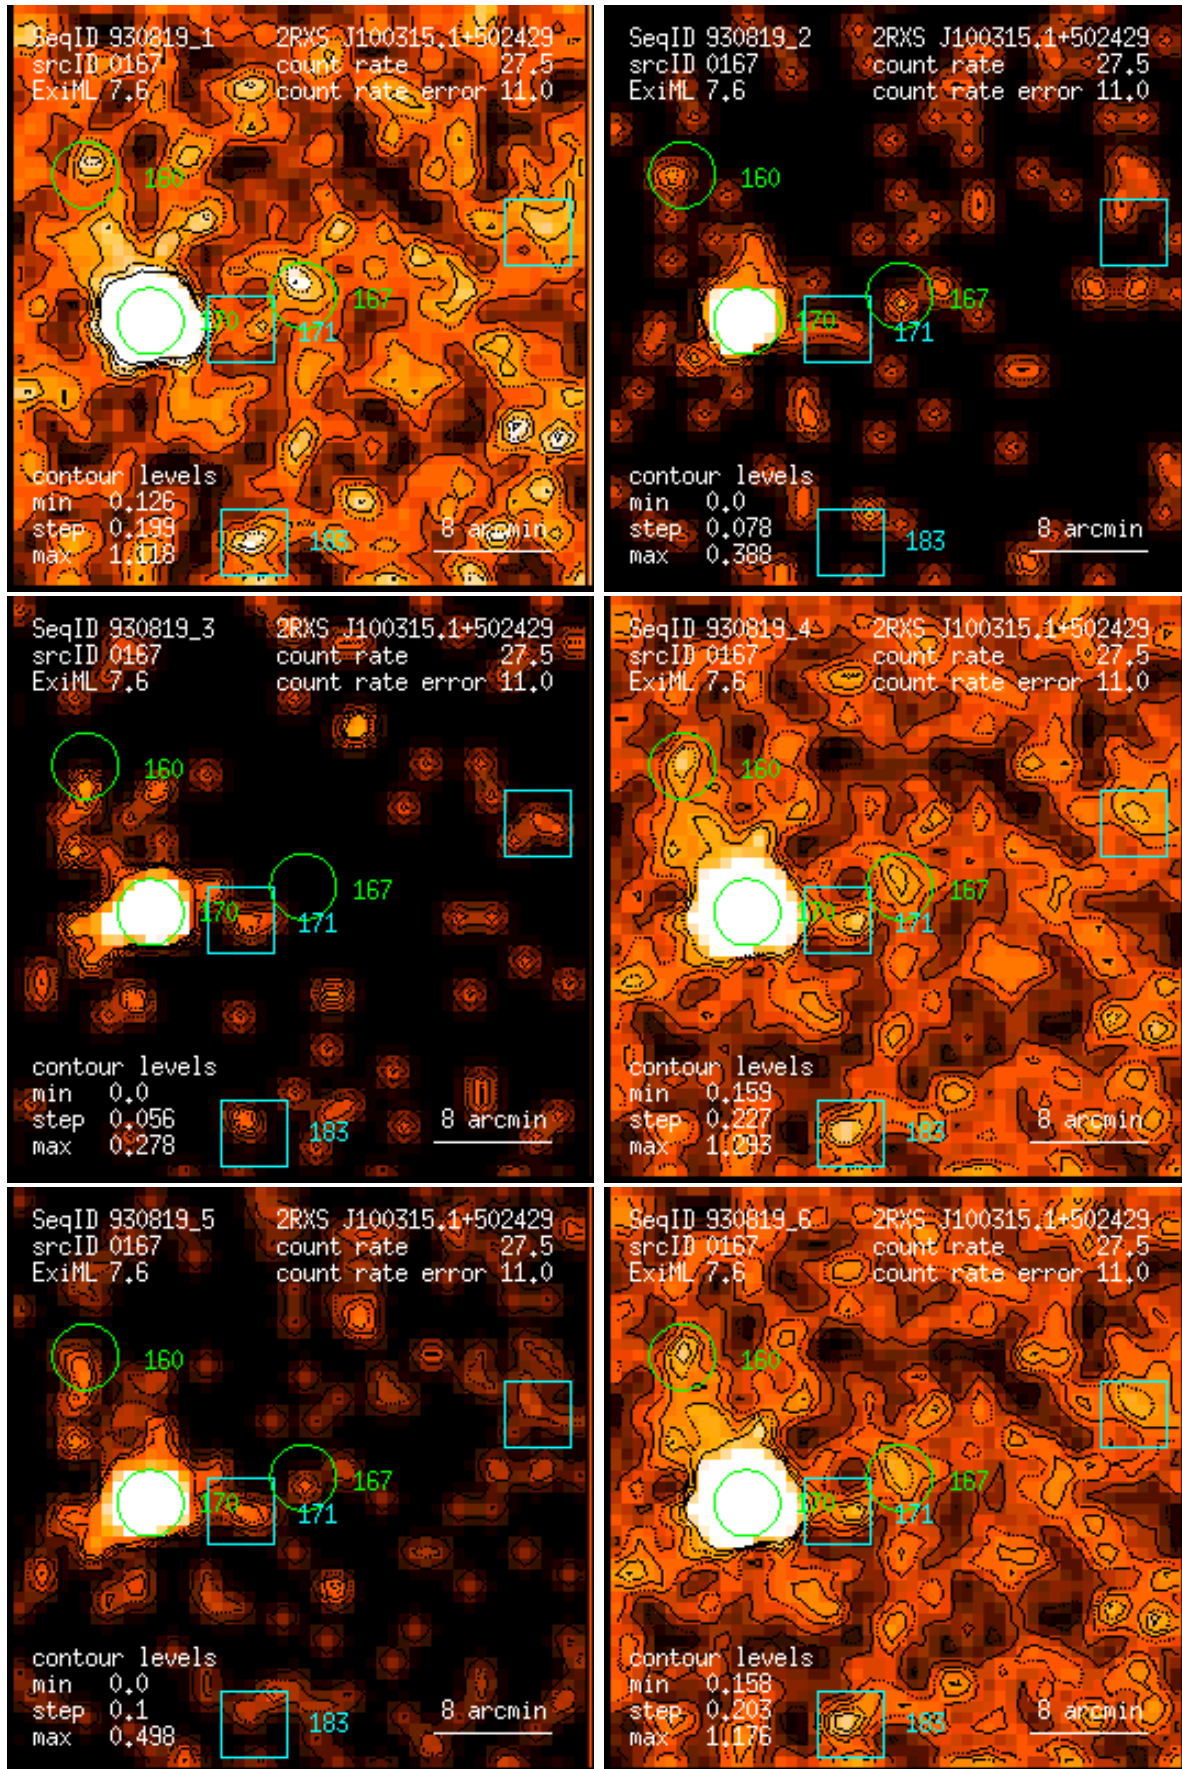 SeqID 930819_1 2RXS J100315.1+502429
srcID 0167 count rate 27.5
ExiML 7.6 count rate error 11.0
160
170
167
171
contour levels
min 0.126
step 0.199
max 1.118
183
8 arcmin
SeqID 930819_2 2RXS J100315.1+502429
srcID 0167 count rate 27.5
ExiML 7.6 count rate error 11.0
160
170
167
171
contour levels
min 0.0
step 0.078
max 0.388
183
8 arcmin
SeqID 930819_3 2RXS J100315.1+502429
srcID 0167 count rate 27.5
ExiML 7.6 count rate error 11.0
160
170
167
171
contour levels
min 0.0
step 0.056
max 0.278
183
8 arcmin
SeqID 930819_4 2RXS J100315.1+502429
srcID 0167 count rate 27.5
ExiML 7.6 count rate error 11.0
160
170
167
171
contour levels
min 0.159
step 0.227
max 1.293
183
8 arcmin
SeqID 930819_5 2RXS J100315.1+502429
srcID 0167 count rate 27.5
ExiML 7.6 count rate error 11.0
160
170
167
171
contour levels
min 0.0
step 0.1
max 0.498
183
8 arcmin
SeqID 930819_6 2RXS J100315.1+502429
srcID 0167 count rate 27.5
ExiML 7.6 count rate error 11.0
160
170
167
171
contour levels
min 0.158
step 0.203
max 1.176
183
8 arcmin